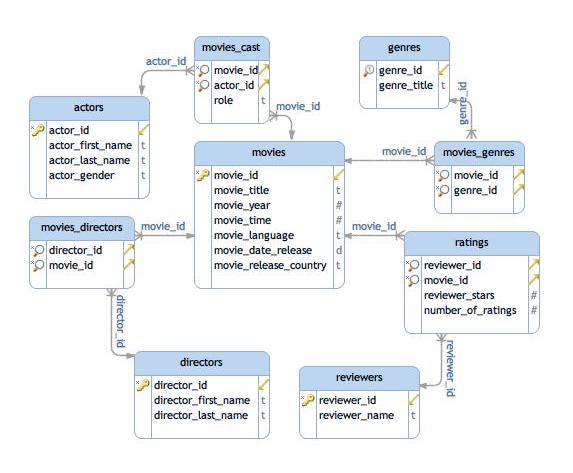 movies_cast
movie_id
actor_id
role t
genres
genre_id
genre_title t
actor_id
movie_id
genre_id
actors
actor_id
actor_first_name t
actor_last_name t
actor_gender t
movies
movie_id
movie_title t
movie_year #
movie_time #
movie_language t
movie_date_release d
movie_release_country t
movie_id
movies_genres
movie_id
genre_id
movies_directors
director_id
movie_id
movie_id
movie_id
ratings
reviewer_id
movie_id
reviewer_stars #
number_of_ratings #
director_id
reviewer_id
directors
director_id
director_first_name t
director_last_name t
reviewers
reviewer_id
reviewer_name t